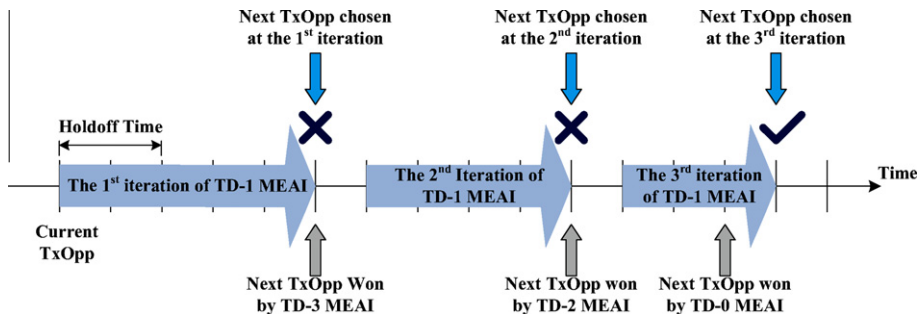 Next TxOpp chosen
at the 1st iteration
Next TxOpp chosen
at the 2nd iteration
Next TxOpp chosen
at the 3rd iteration
Holdoff Time
The 1st iteration of TD-1 MEAI
The 2nd Iteration of
TD-1 MEAI
The 3rd iteration
of TD-1 MEAI
Time
Current
TxOpp
Next TxOpp Won
by TD-3 MEAI
Next TxOpp won
by TD-2 MEAI
Next TxOpp won
by TD-0 MEAI